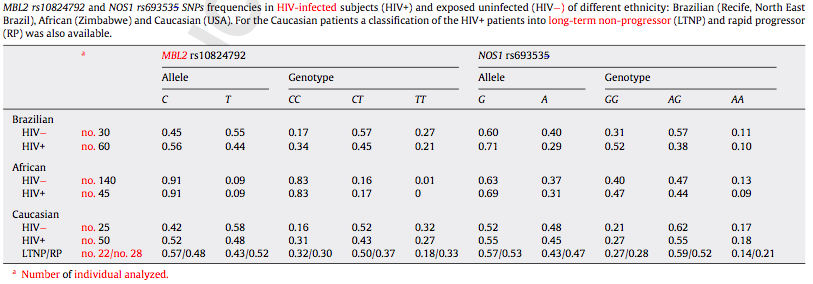 MBL2 rs10824792 and NOS1 rs693535 SNPs frequencies in HIV-infected subjects (HIV+) and exposed uninfected (HIV−) of different ethnicity: Brazilian (Recife, North East
Brazil), African (Zimbabwe) and Caucasian (USA). For the Caucasian patients a classification of the HIV+ patients into long-term non-progressor (LTNP) and rapid progressor
(RP) was also available.
a MBL2 rs10824792 NOS1 rs693535
Allele Genotype Allele Genotype
C T CC CT TT G A GG AG AA
Brazilian
HIV− no. 30 0.45 0.55 0.17 0.57 0.27 0.60 0.40 0.31 0.57 0.11
HIV+ no. 60 0.56 0.44 0.34 0.45 0.21 0.71 0.29 0.52 0.38 0.10
African
HIV− no. 140 0.91 0.09 0.83 0.16 0.01 0.63 0.37 0.40 0.47 0.13
HIV+ no. 45 0.91 0.09 0.83 0.17 0 0.69 0.31 0.47 0.44 0.09
Caucasian
HIV− no. 25 0.42 0.58 0.16 0.52 0.32 0.52 0.48 0.21 0.62 0.17
HIV+ no. 50 0.52 0.48 0.31 0.43 0.27 0.55 0.45 0.27 0.55 0.18
LTNP/RP no. 22/no. 28 0.57/0.48 0.43/0.52 0.32/0.30 0.50/0.37 0.18/0.33 0.57/0.53 0.43/0.47 0.27/0.28 0.59/0.52 0.14/0.21
a Number of individual analyzed.